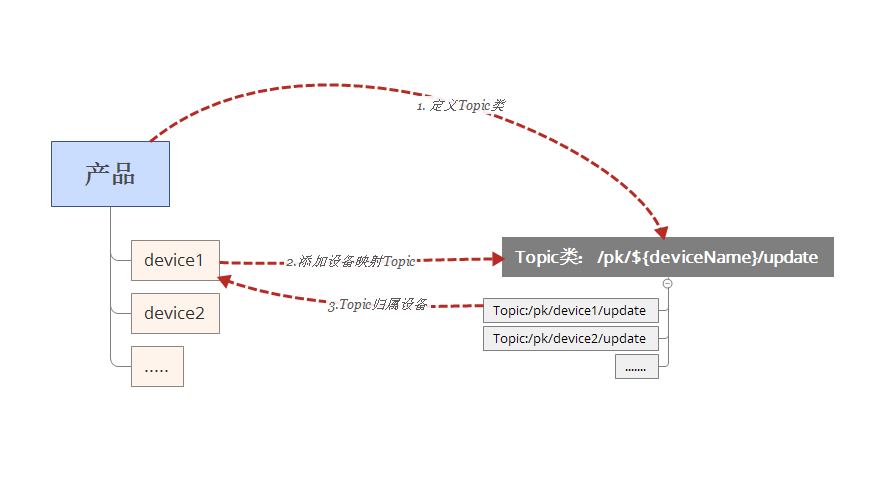 1. 定义Topic类
产品
device1
2.添加设备映射Topic
Topic类: /pk/${deviceName}/update
3.Topic归属设备
device2
Topic:/pk/device1/update
Topic:/pk/device2/update
.....
.......